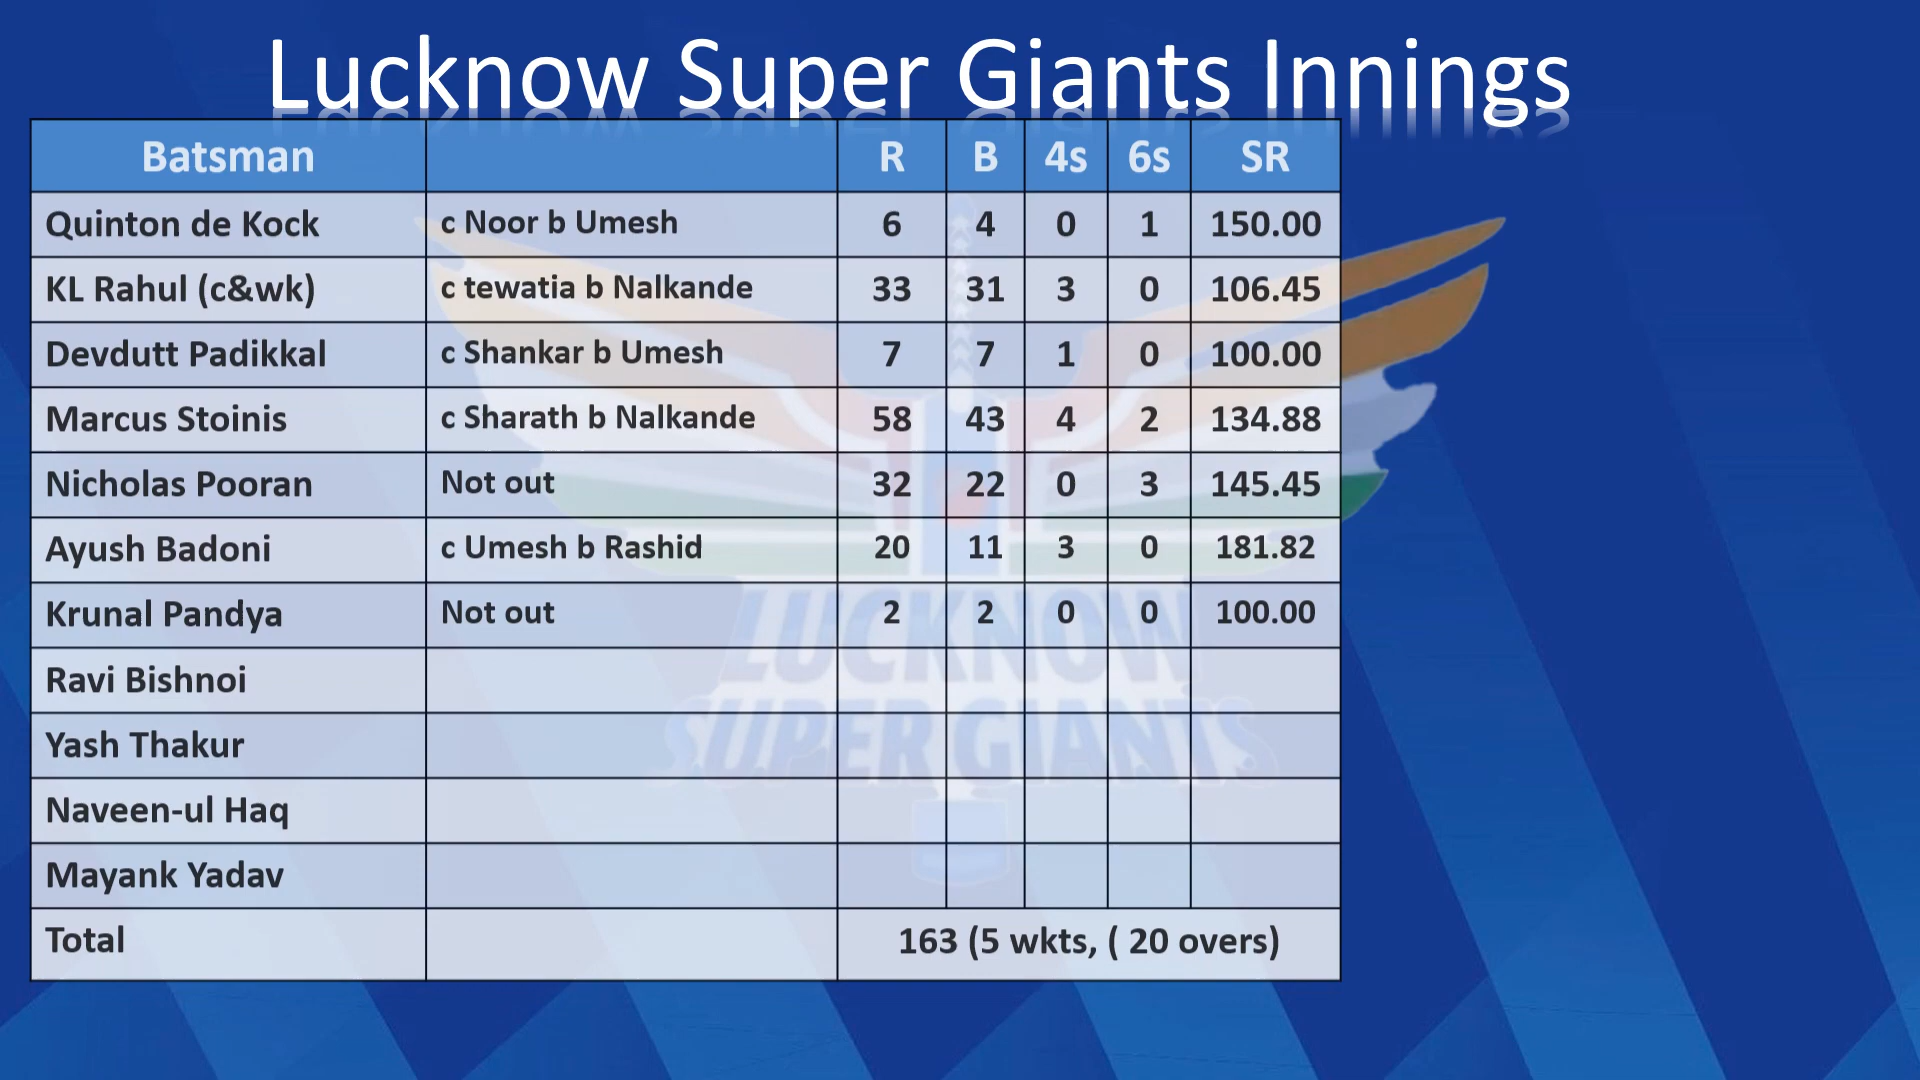 Lucknow Super Giants Innings
Batsman R B 4s 6s SR
Quinton de Kock c Noor b Umesh 6 4 0 1 150.00
KL Rahul (c&wk) c tewatia b Nalkande 33 31 3 0 106.45
Devdutt Padikkal c Shankar b Umesh 7 7 1 0 100.00
Marcus Stoinis c Sharath b Nalkande 58 43 4 2 134.88
Nicholas Pooran Not out 32 22 0 3 145.45
Ayush Badoni c Umesh b Rashid 20 11 3 0 181.82
Krunal Pandya Not out 2 2 0 0 100.00
Ravi Bishnoi
Yash Thakur
Naveen-ul Haq
Mayank Yadav
Total 163 (5 wkts, ( 20 overs)
LUCKNOW
SUPER GIANTS